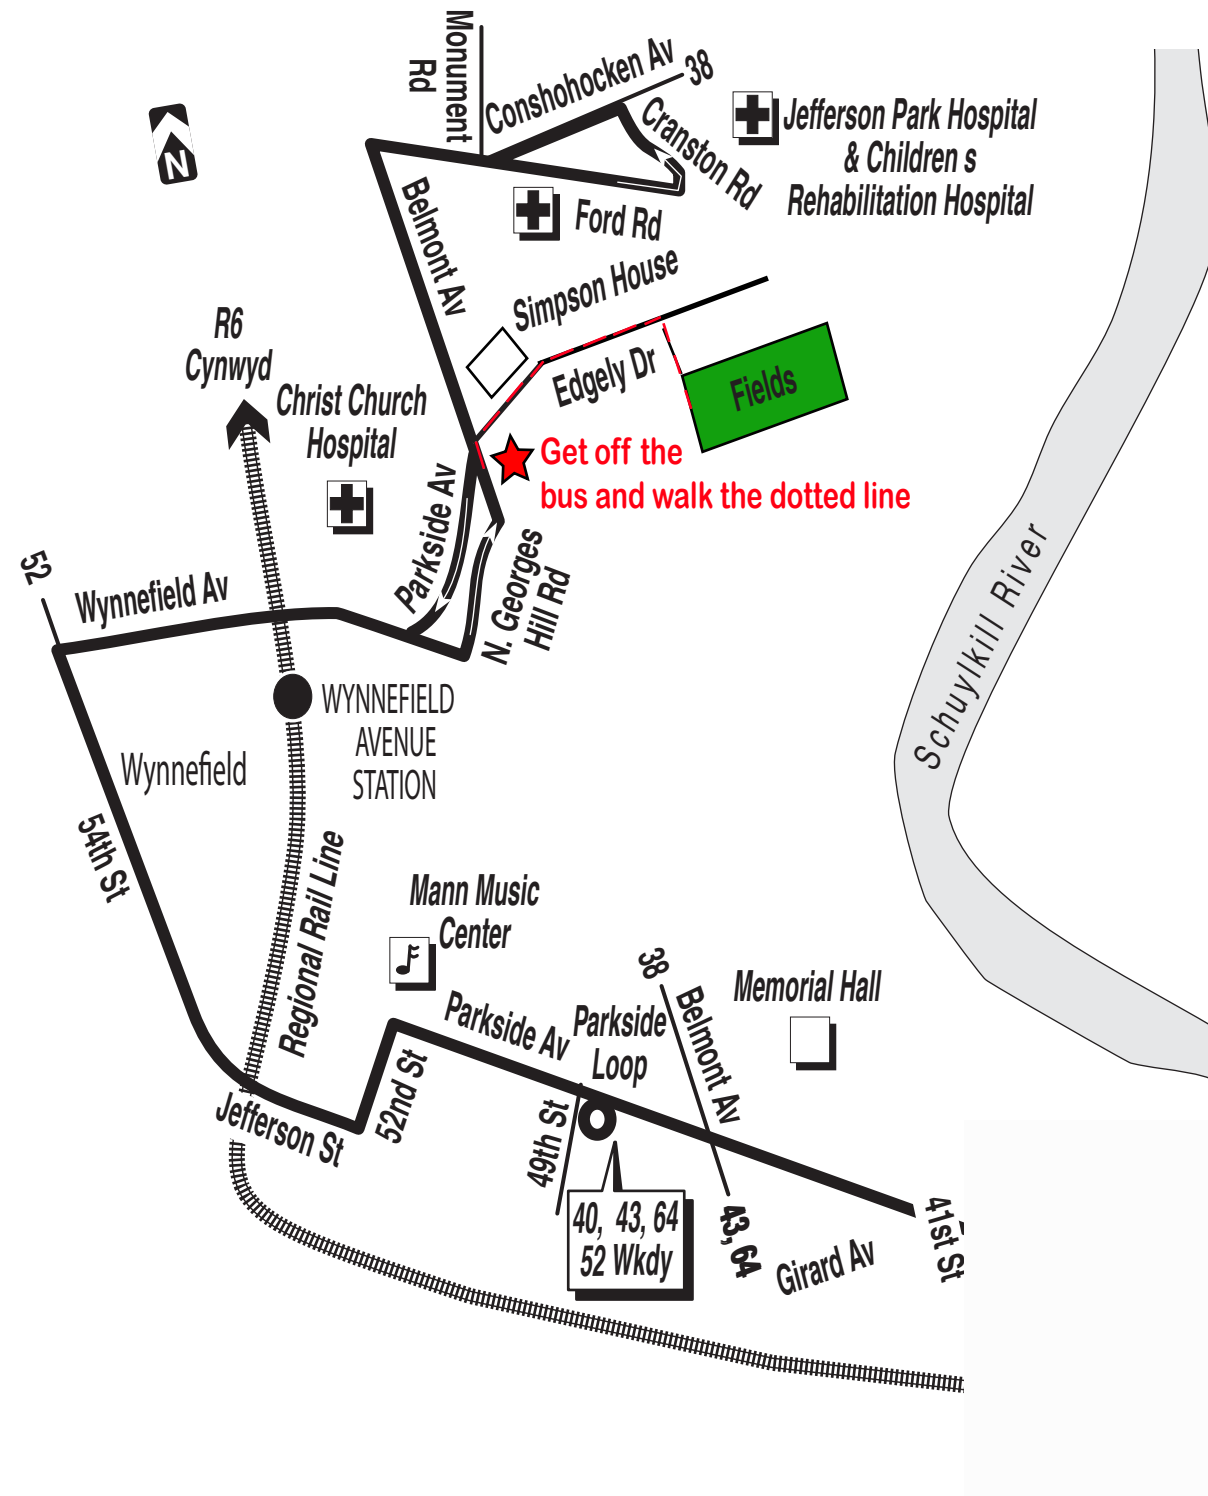 Monument
Rd
Conshohocken Av
38
Cranston Rd
Jefferson Park Hospital
& Children s
Rehabilitation Hospital
N
Belmont Av
Ford Rd
Simpson House
R6
Cynwyd
Edgely Dr
Fields
Christ Church
Hospital
Get off the
bus and walk the dotted line
Parkside Av
N. Georges
Hill Rd
52
Wynnefield Av
Schuylkill River
WYNNEFIELD
AVENUE
STATION
Wynnefield
54th St
Regional Rail Line
Mann Music
Center
38
Belmont Av
Memorial Hall
Parkside Av
Parkside
Loop
52nd St
Jefferson St
49th St
40, 43, 64
52 Wkdy
43, 64
Girard Av
41st St